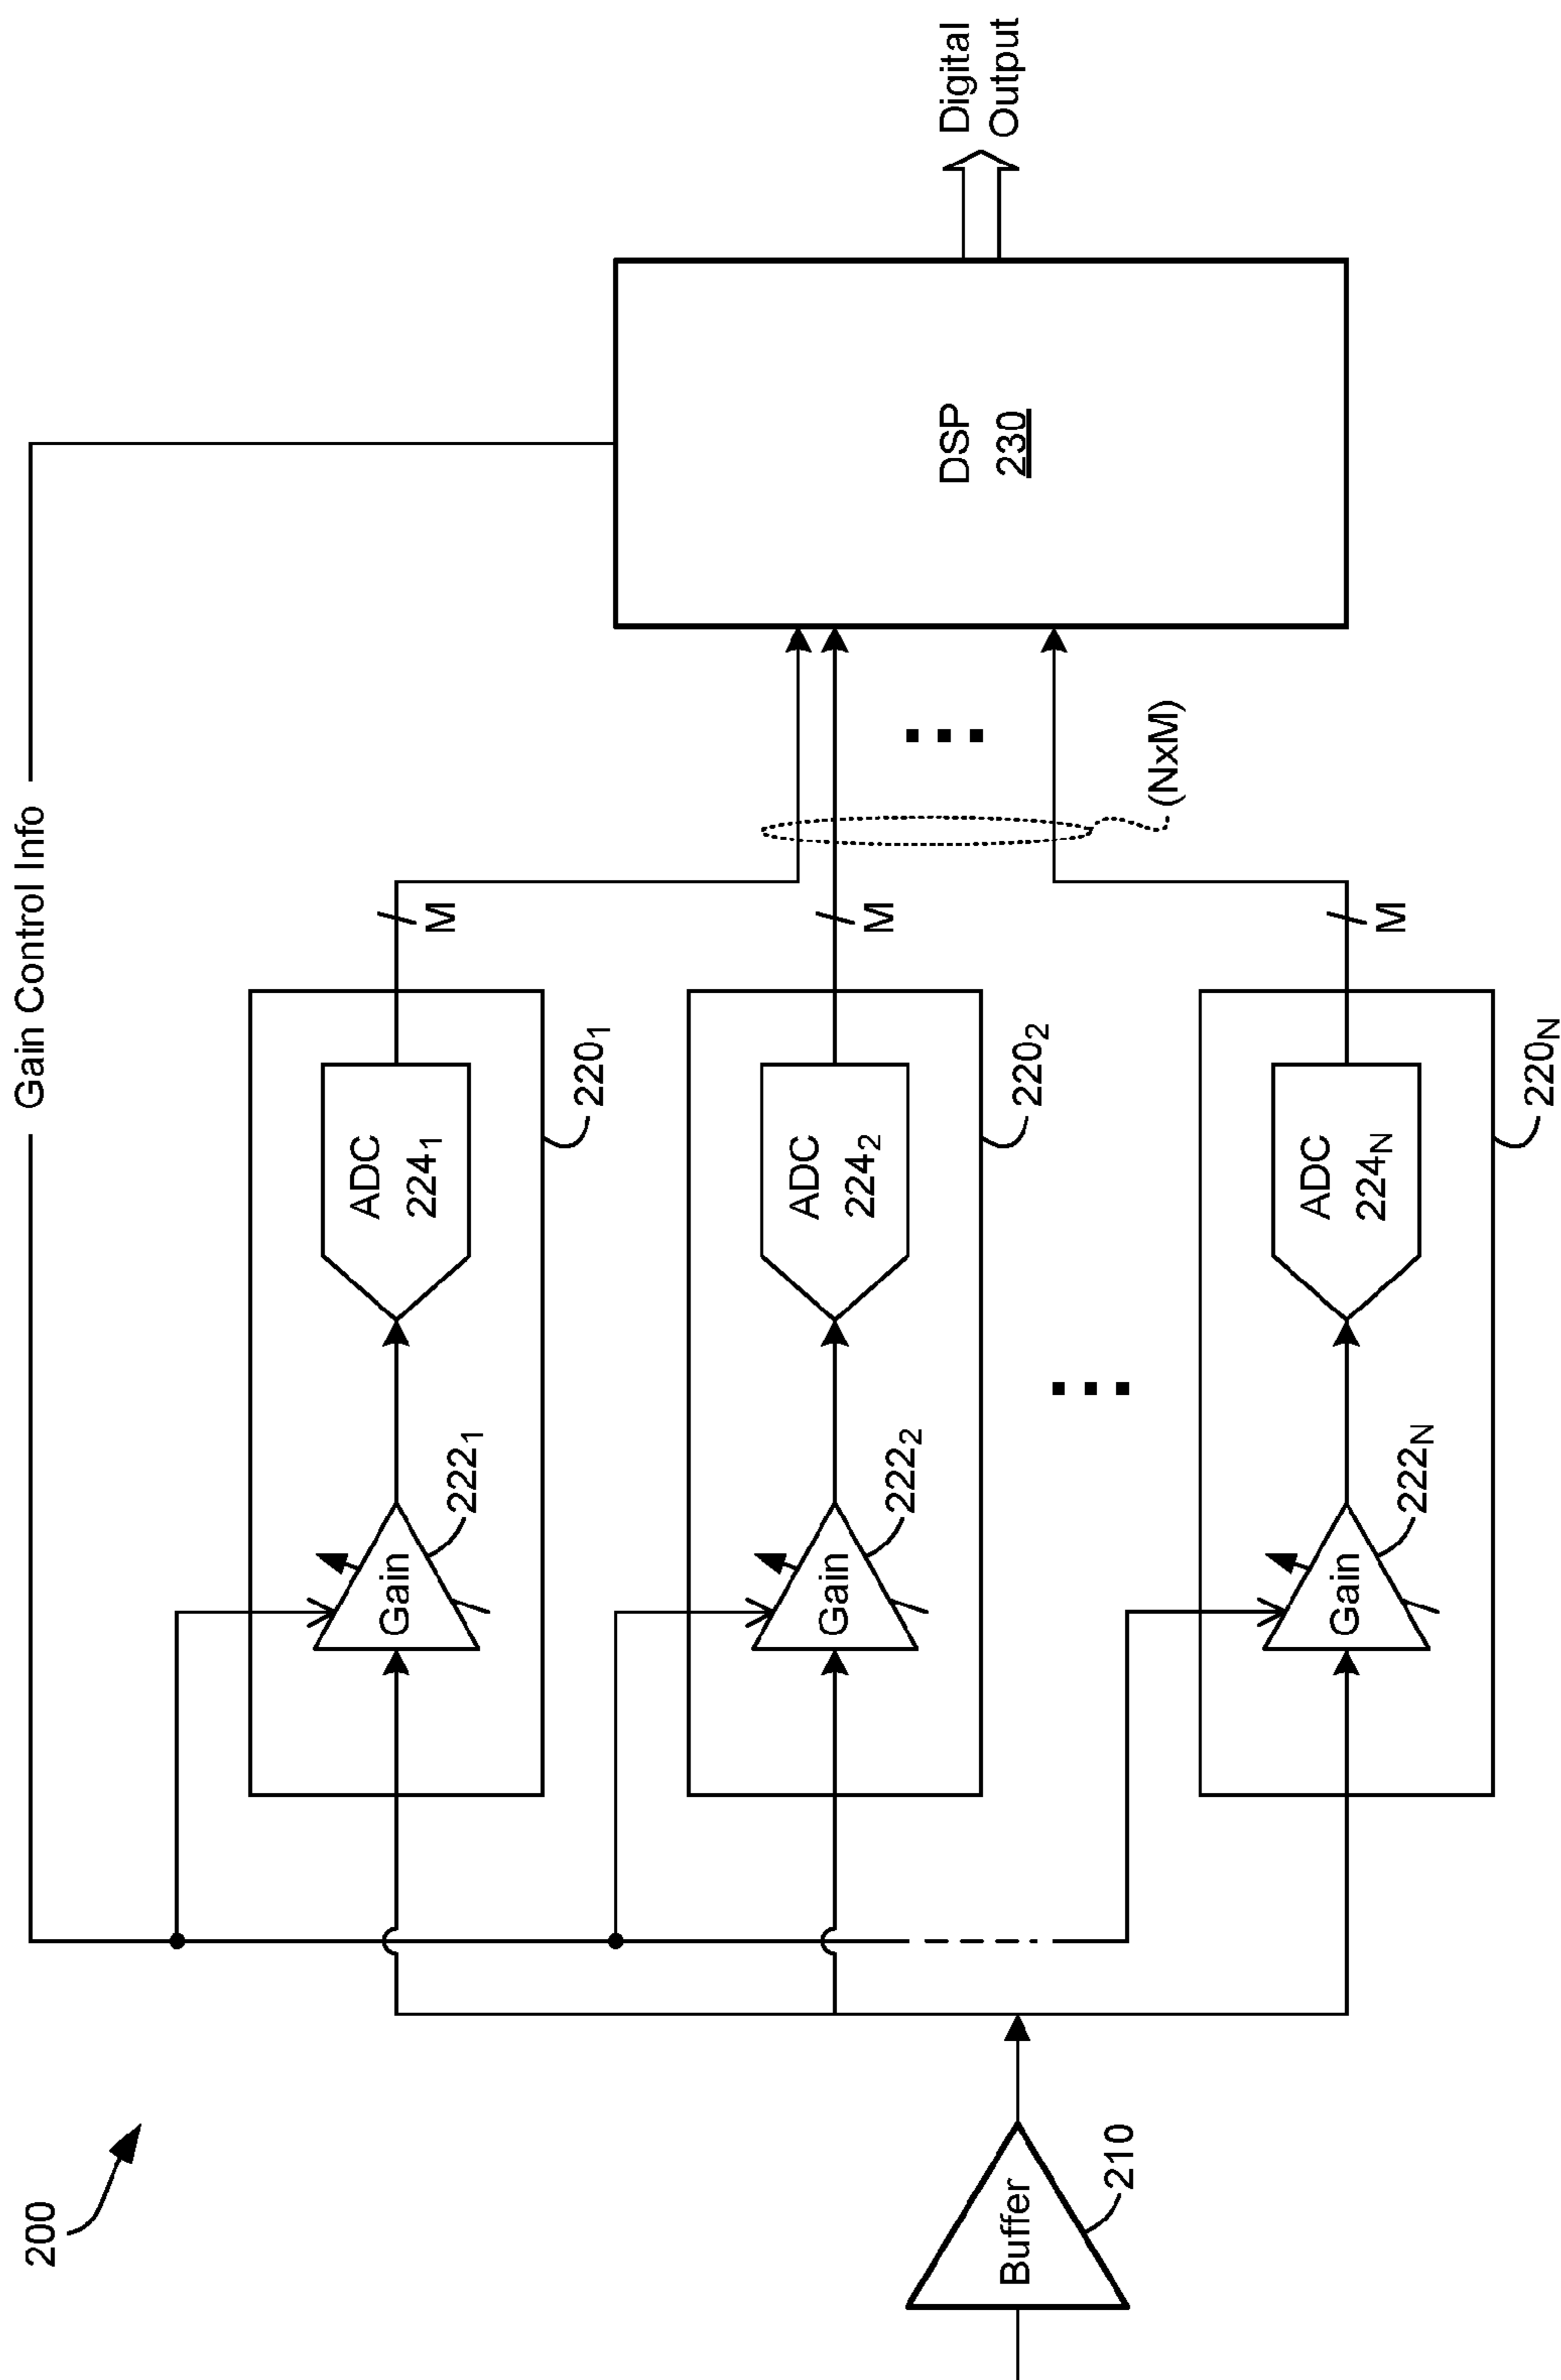 200
Gain Control Info
Buffer
210
Gain
222₁
ADC
224₁
220₁
M
Gain
222₂
ADC
224₂
220₂
M
Gain
222N
ADC
224N
220N
M
(NxM)
DSP
230
Digital
Output